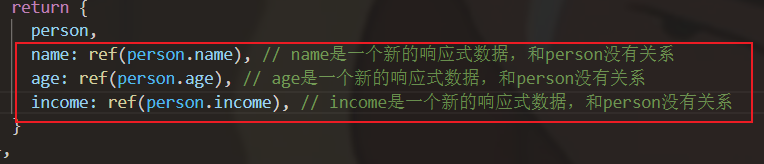 return {
person,
name: ref(person.name), // name是一个新的响应式数据，和person没有关系
age: ref(person.age), // age是一个新的响应式数据，和person没有关系
income: ref(person.income), // income是一个新的响应式数据，和person没有关系
}
,